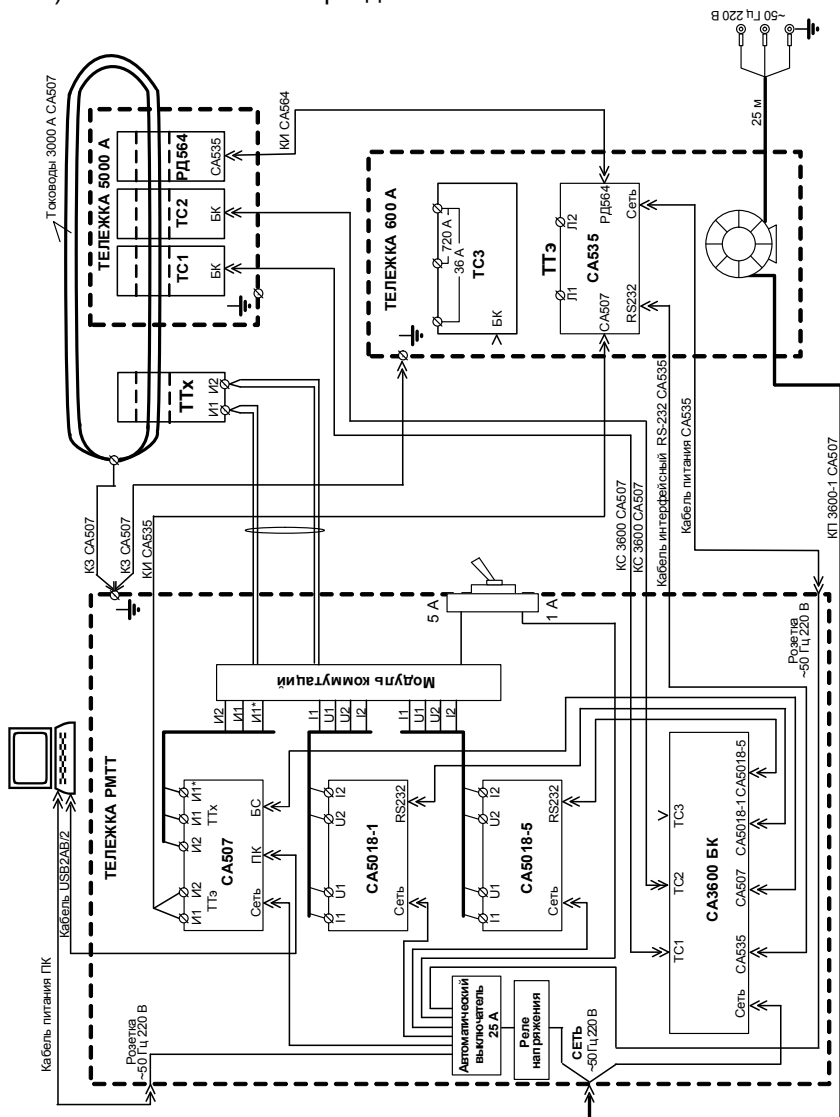 Тоководы 3000 А СА507
ТЕЛЕЖКА 5000 А
ТС1
БК
ТС2
БК
РД564
СА535
КИ СА564
ТТх
И1
И2
КЗ СА507
КЗ СА507
КИ СА535
ТЕЛЕЖКА 600 А
720 А
36 А
ТС3
БК
ТТэ
Л1
Л2
СА535
СА507
РД564
RS232
Сеть
~50 Гц 220 В
25 м
КС 3600 СА507
КС 3600 СА507
Кабель интерфейсный RS-232 СА535
Кабель питания СА535
КП 3600-1 СА507
5 А
1 А
Модуль коммутаций
И2
И1
И1*
I1
U1
U2
I2
I1
U1
U2
I2
Кабель питания ПК
Кабель USB2AB/2
ТЕЛЕЖКА РМТТ
И1
И2
И2
И1
И1*
ТТэ
ТТх
СА507
Сеть
ПК
БС
I1
U1
U2
I2
СА5018-1
Сеть
RS232
I1
U1
U2
I2
СА5018-5
Сеть
RS232
Розетка
~50 Гц 220 В
Автоматический
выключатель
25 А
Реле
напряжения
СЕТЬ
~50 Гц 220 В
ТС1
ТС2
ТС3
СА3600 БК
Сеть
СА535
СА507
СА5018-1
СА5018-5
Розетка
~50 Гц 220 В